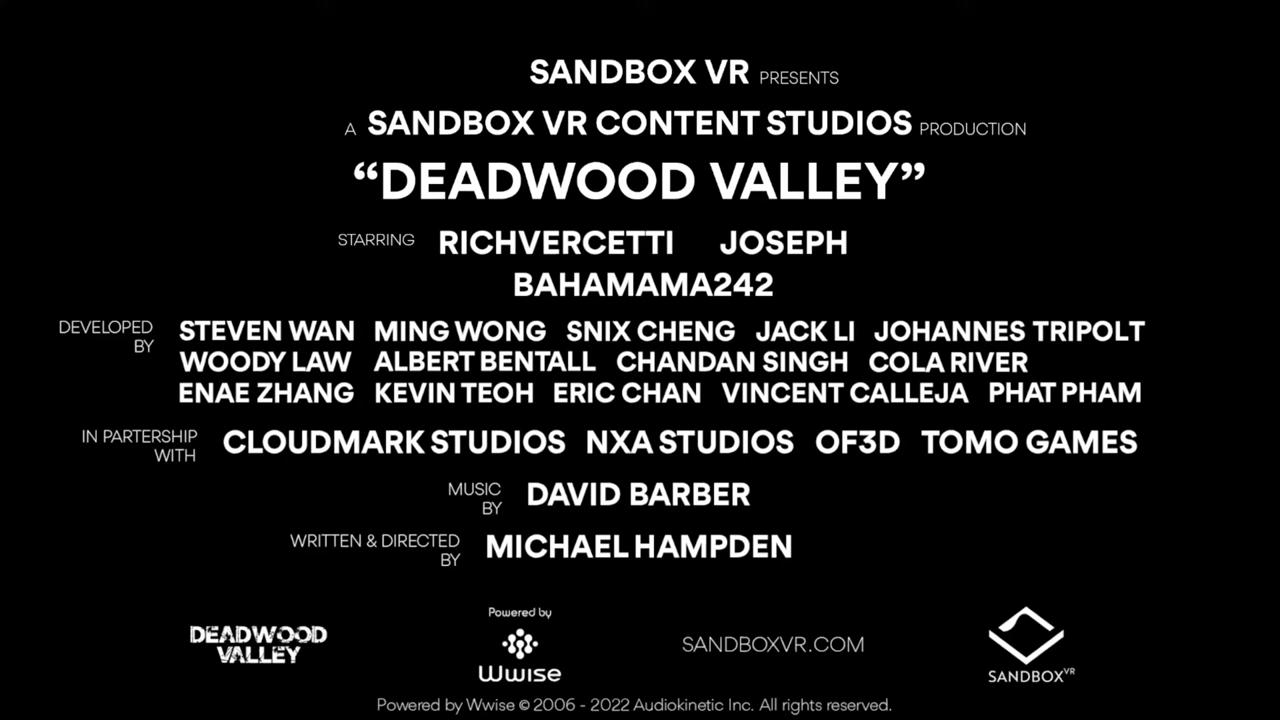 SANDBOX VR PRESENTS
A SANDBOX VR CONTENT STUDIOS PRODUCTION
“DEADWOOD VALLEY”
STARRING RICHVERCETTI JOSEPH
BAHAMAMA242
DEVELOPED BY STEVEN WAN MING WONG SNIX CHENG JACK LI JOHANNES TRIPOLT
WOODY LAW ALBERT BENTALL CHANDAN SINGH COLA RIVER
ENAE ZHANG KEVIN TEOH ERIC CHAN VINCENT CALLEJA PHAT PHAM
IN PARTERSHIP WITH CLOUDMARK STUDIOS NXA STUDIOS OF3D TOMO GAMES
MUSIC BY DAVID BARBER
WRITTEN & DIRECTED BY MICHAEL HAMPDEN
DEADWOOD
VALLEY
Powered by
Wwise
SANDBOXVR.COM
SANDBOX VR
Powered by Wwise © 2006 - 2022 Audiokinetic Inc. All rights reserved.